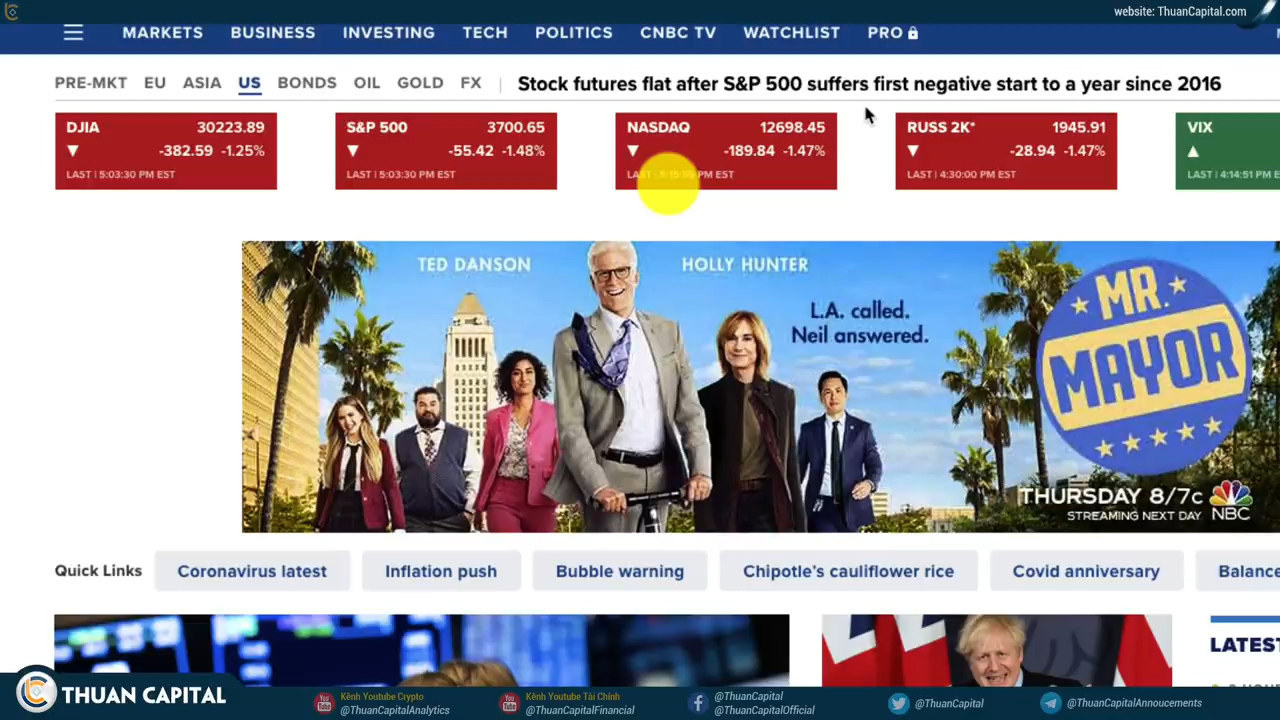 website: ThuanCapital.com
MARKETS BUSINESS INVESTING TECH POLITICS CNBC TV WATCHLIST PRO
PRE-MKT EU ASIA US BONDS OIL GOLD FX | Stock futures flat after S&P 500 suffers first negative start to a year since 2016
DJIA 30223.89
-382.59 -1.25%
LAST | 5:03:30 PM EST
S&P 500 3700.65
-55.42 -1.48%
LAST | 5:03:30 PM EST
NASDAQ 12698.45
-189.84 -1.47%
PM EST
RUSS 2K* 1945.91
-28.94 -1.47%
LAST | 4:30:00 PM EST
VIX
LAST | 4:14:51 PM E
TED DANSON
HOLLY HUNTER
L.A. called.
Neil answered.
MR.
MAYOR
THURSDAY 8/7c
STREAMING NEXT DAY
NBC
Quick Links Coronavirus latest Inflation push Bubble warning Chipotle's cauliflower rice Covid anniversary Balance
LATES
THUAN CAPITAL
Kênh Youtube Crypto
@ThuanCapitalAnalytics
Kênh Youtube Tài Chính
@ThuanCapitalFinancial
@ThuanCapital
@ThuanCapitalOfficial
@ThuanCapital
@ThuanCapitalAnnoucements